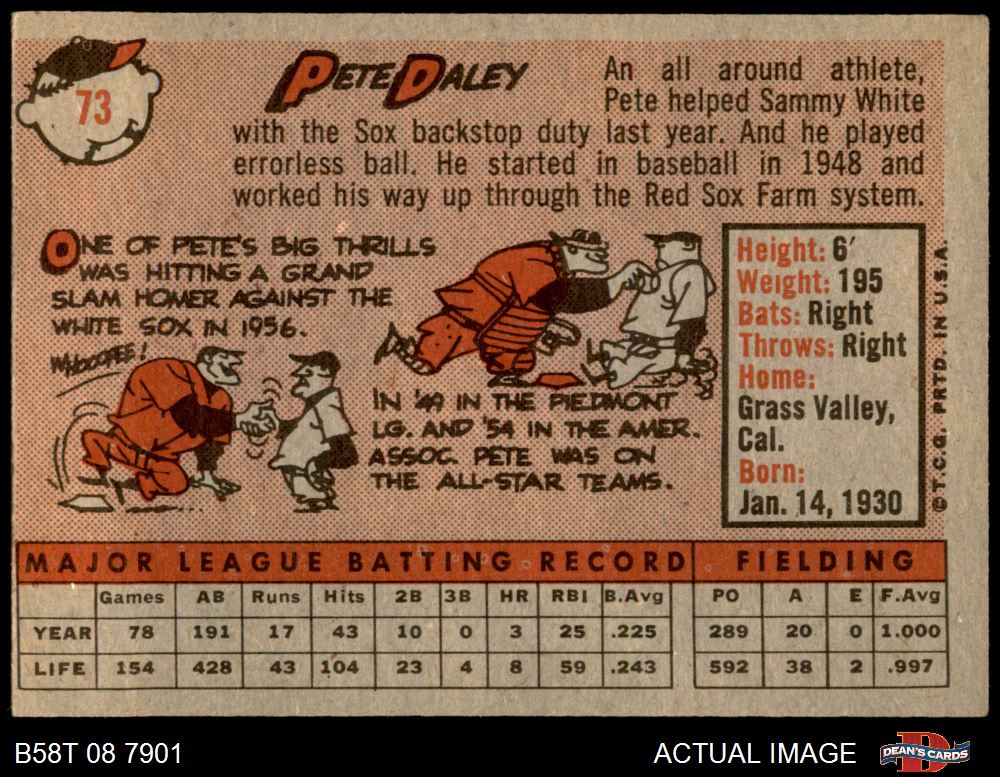 73
PETE DALEY
An all around athlete,
Pete helped Sammy White
with the Sox backstop duty last year. And he played
errorless ball. He started in baseball in 1948 and
worked his way up through the Red Sox Farm system.
ONE OF PETE'S BIG THRILLS
WAS HITTING A GRAND
SLAM HOMER AGAINST THE
WHITE SOX IN 1956.
WHOOPEE!
IN '49 IN THE PIEDMONT
LG. AND '54 IN THE AMER.
ASSOC. PETE WAS ON
THE ALL-STAR TEAMS.
Height: 6'
Weight: 195
Bats: Right
Throws: Right
Home:
Grass Valley,
Cal.
Born:
Jan. 14, 1930
© T.C.G. PRTD. IN U.S.A.
MAJOR LEAGUE BATTING RECORD FIELDING
Games AB Runs Hits 2B 3B HR RBI B.Avg PO A E F.Avg
YEAR 78 191 17 43 10 0 3 25 .225 289 20 0 1.000
LIFE 154 428 43 104 23 4 8 59 .243 592 38 2 .997
B58T 08 7901
ACTUAL IMAGE
D
DEAN'S CARDS